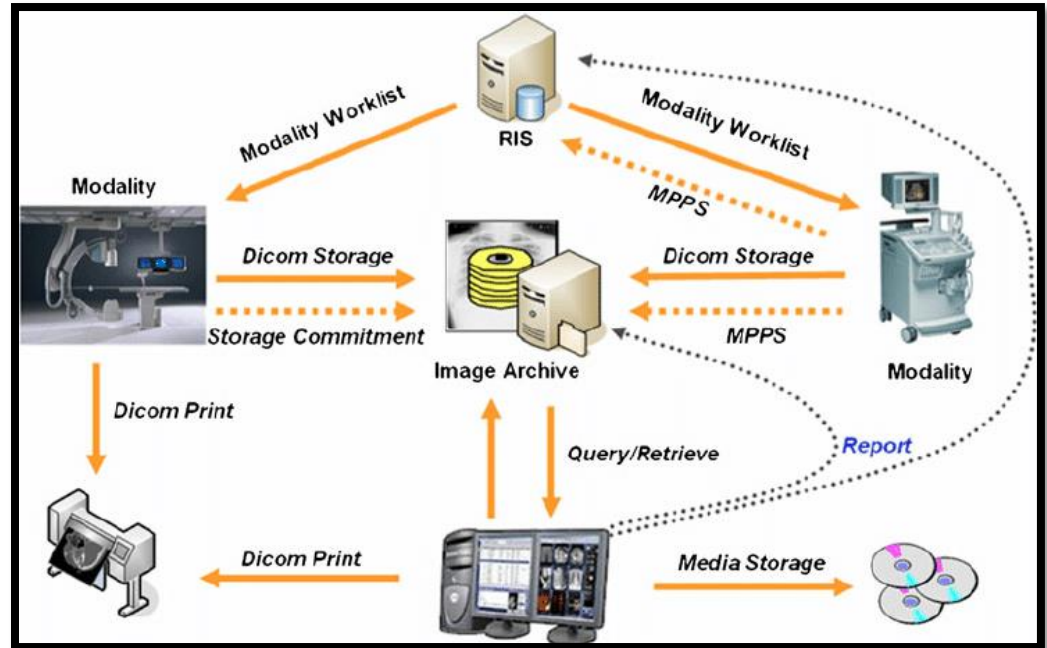 RIS
Modality Worklist
Modality Worklist
MPPS
Modality
Dicom Storage
Dicom Storage
Storage Commitment
MPPS
Image Archive
Modality
Dicom Print
Query/Retrieve
Report
Dicom Print
Media Storage